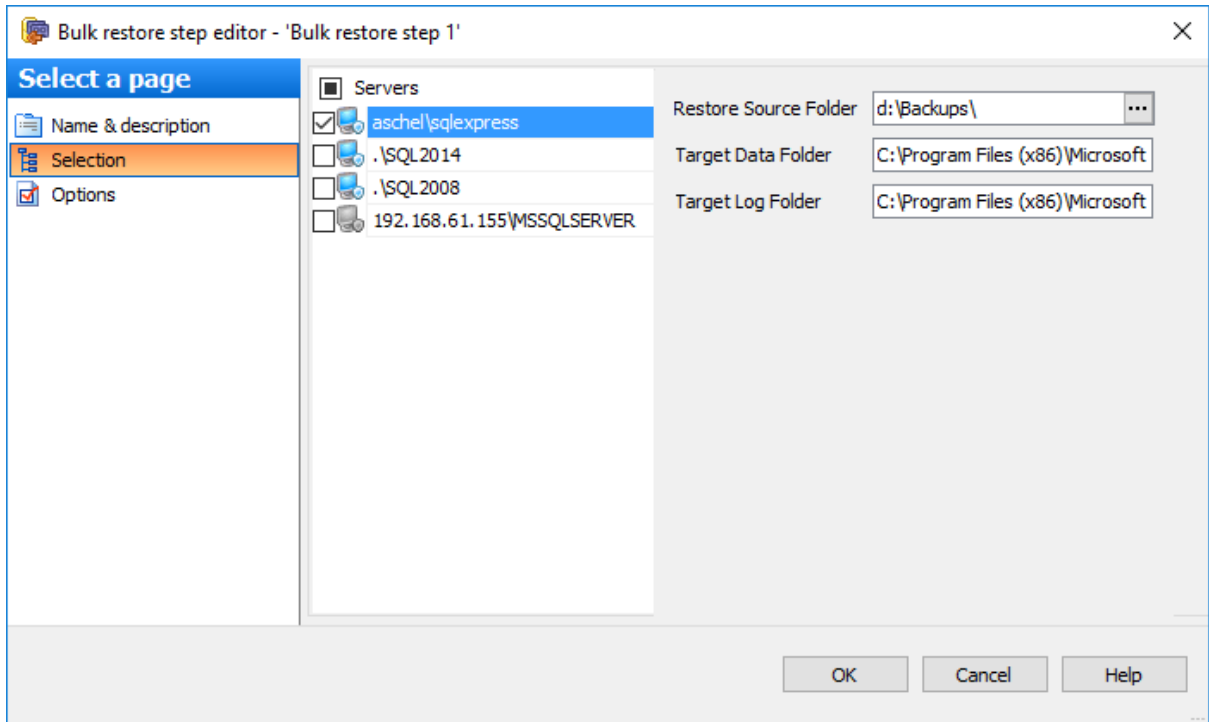 Bulk restore step editor - 'Bulk restore step 1'
Select a page
Name & description
Selection
Options
Servers
aschel\sqlexpress
.\SQL2014
.\SQL2008
192.168.61.155\MSSQLSERVER
Restore Source Folder d:\Backups\ ...
Target Data Folder C:\Program Files (x86)\Microsoft
Target Log Folder C:\Program Files (x86)\Microsoft
OK Cancel Help